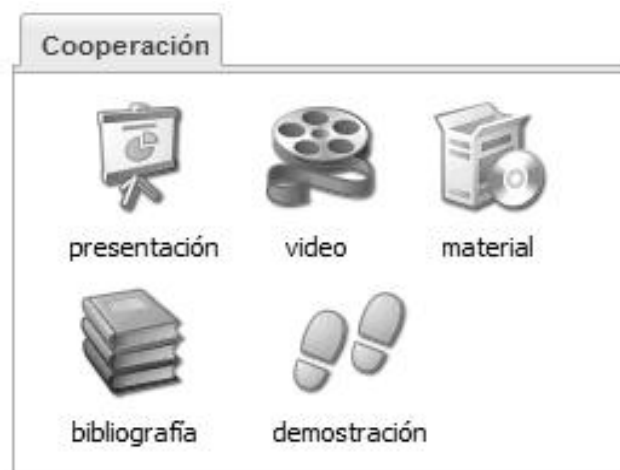 Cooperación
presentación video material
bibliografía demostración